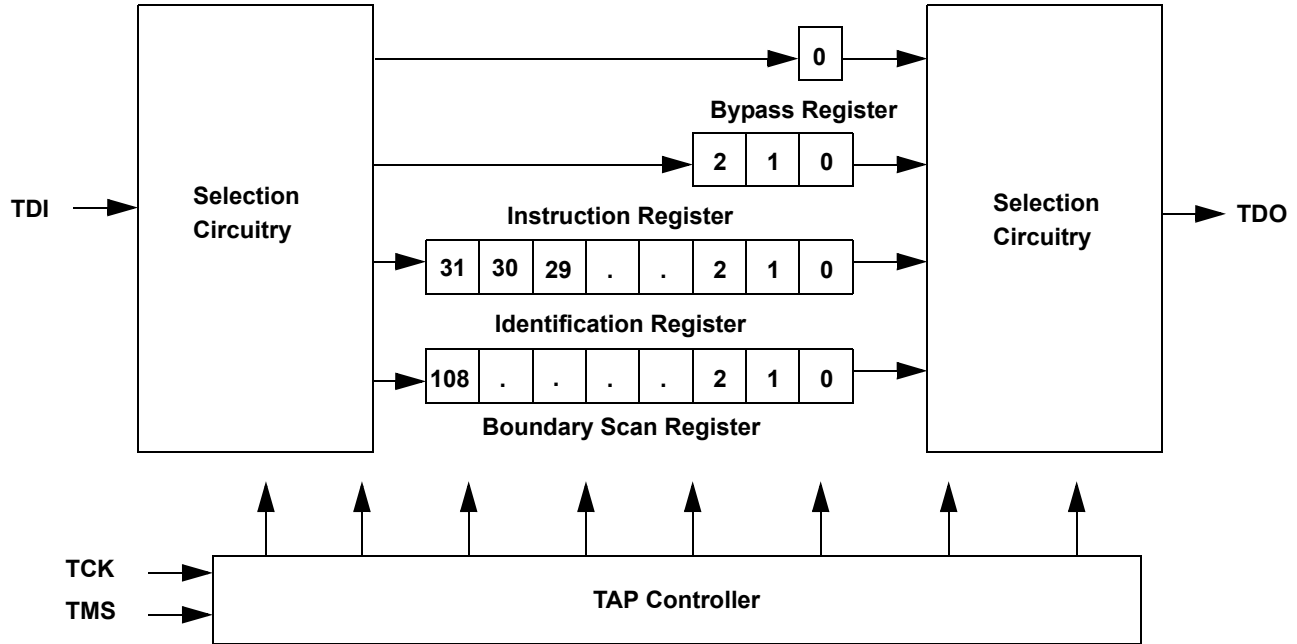 0
Bypass Register
2 1 0
Selection
Circuitry
Selection
Circuitry
TDI
TDO
Instruction Register
31 30 29 . . 2 1 0
Identification Register
108 . . . . 2 1 0
Boundary Scan Register
TCK
TMS
TAP Controller